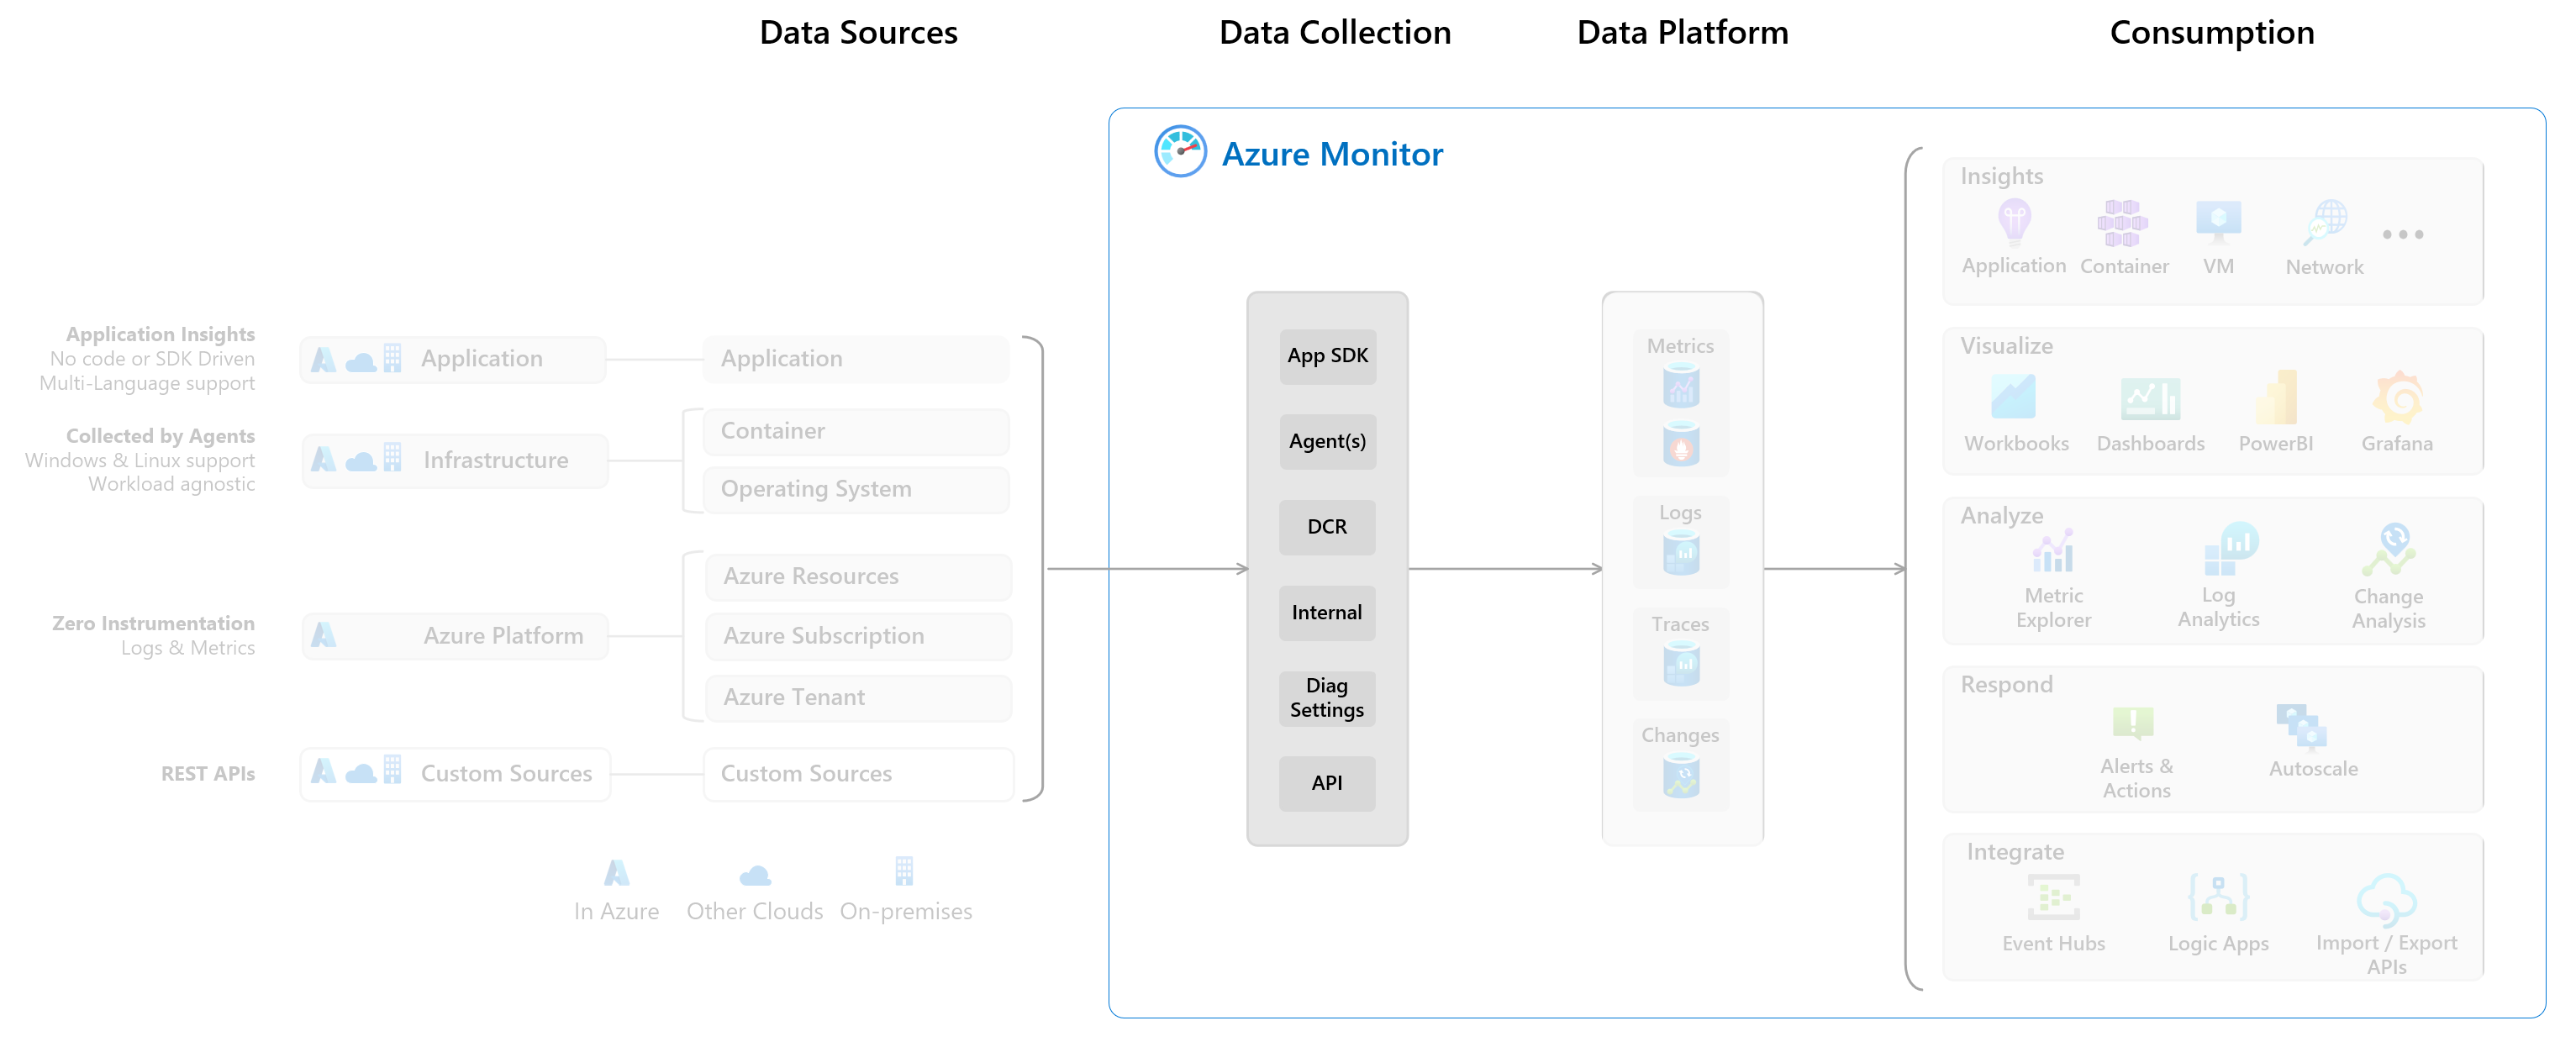 Data Sources
Data Collection
Data Platform
Consumption
Azure Monitor
Application Insights
No code or SDK Driven
Multi-Language support
Application
Application
Collected by Agents
Windows & Linux support
Workload agnostic
Infrastructure
Container
Operating System
Zero Instrumentation
Logs & Metrics
Azure Platform
Azure Resources
Azure Subscription
Azure Tenant
REST APIs
Custom Sources
Custom Sources
In Azure
Other Clouds
On-premises
App SDK
Agent(s)
DCR
Internal
Diag
Settings
API
Metrics
Logs
Traces
Changes
Insights
Application
Container
VM
Network
Visualize
Workbooks
Dashboards
PowerBI
Grafana
Analyze
Metric
Explorer
Log
Analytics
Change
Analysis
Respond
Alerts &
Actions
Autoscale
Integrate
Event Hubs
Logic Apps
Import / Export
APIs